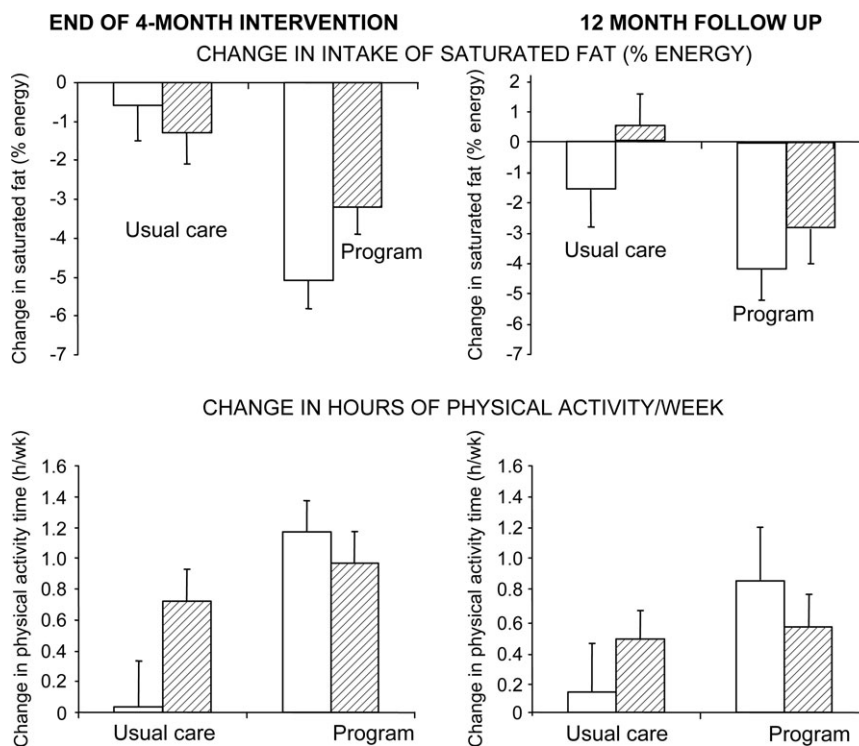 END OF 4-MONTH INTERVENTION
12 MONTH FOLLOW UP
CHANGE IN INTAKE OF SATURATED FAT (% ENERGY)
Change in saturated fat (% energy)
0
-1
-2
-3
-4
-5
-6
-7
Usual care
Program
Change in saturated fat (% energy)
2
1
0
-1
-2
-3
-4
-5
-6
-7
Usual care
Program
CHANGE IN HOURS OF PHYSICAL ACTIVITY/WEEK
Change in physical activity time (h/wk)
1.6
1.4
1.2
1.0
0.8
0.6
0.4
0.2
0
Usual care
Program
Change in physical activity time (h/wk)
1.6
1.4
1.2
1.0
0.8
0.6
0.4
0.2
0
Usual care
Program